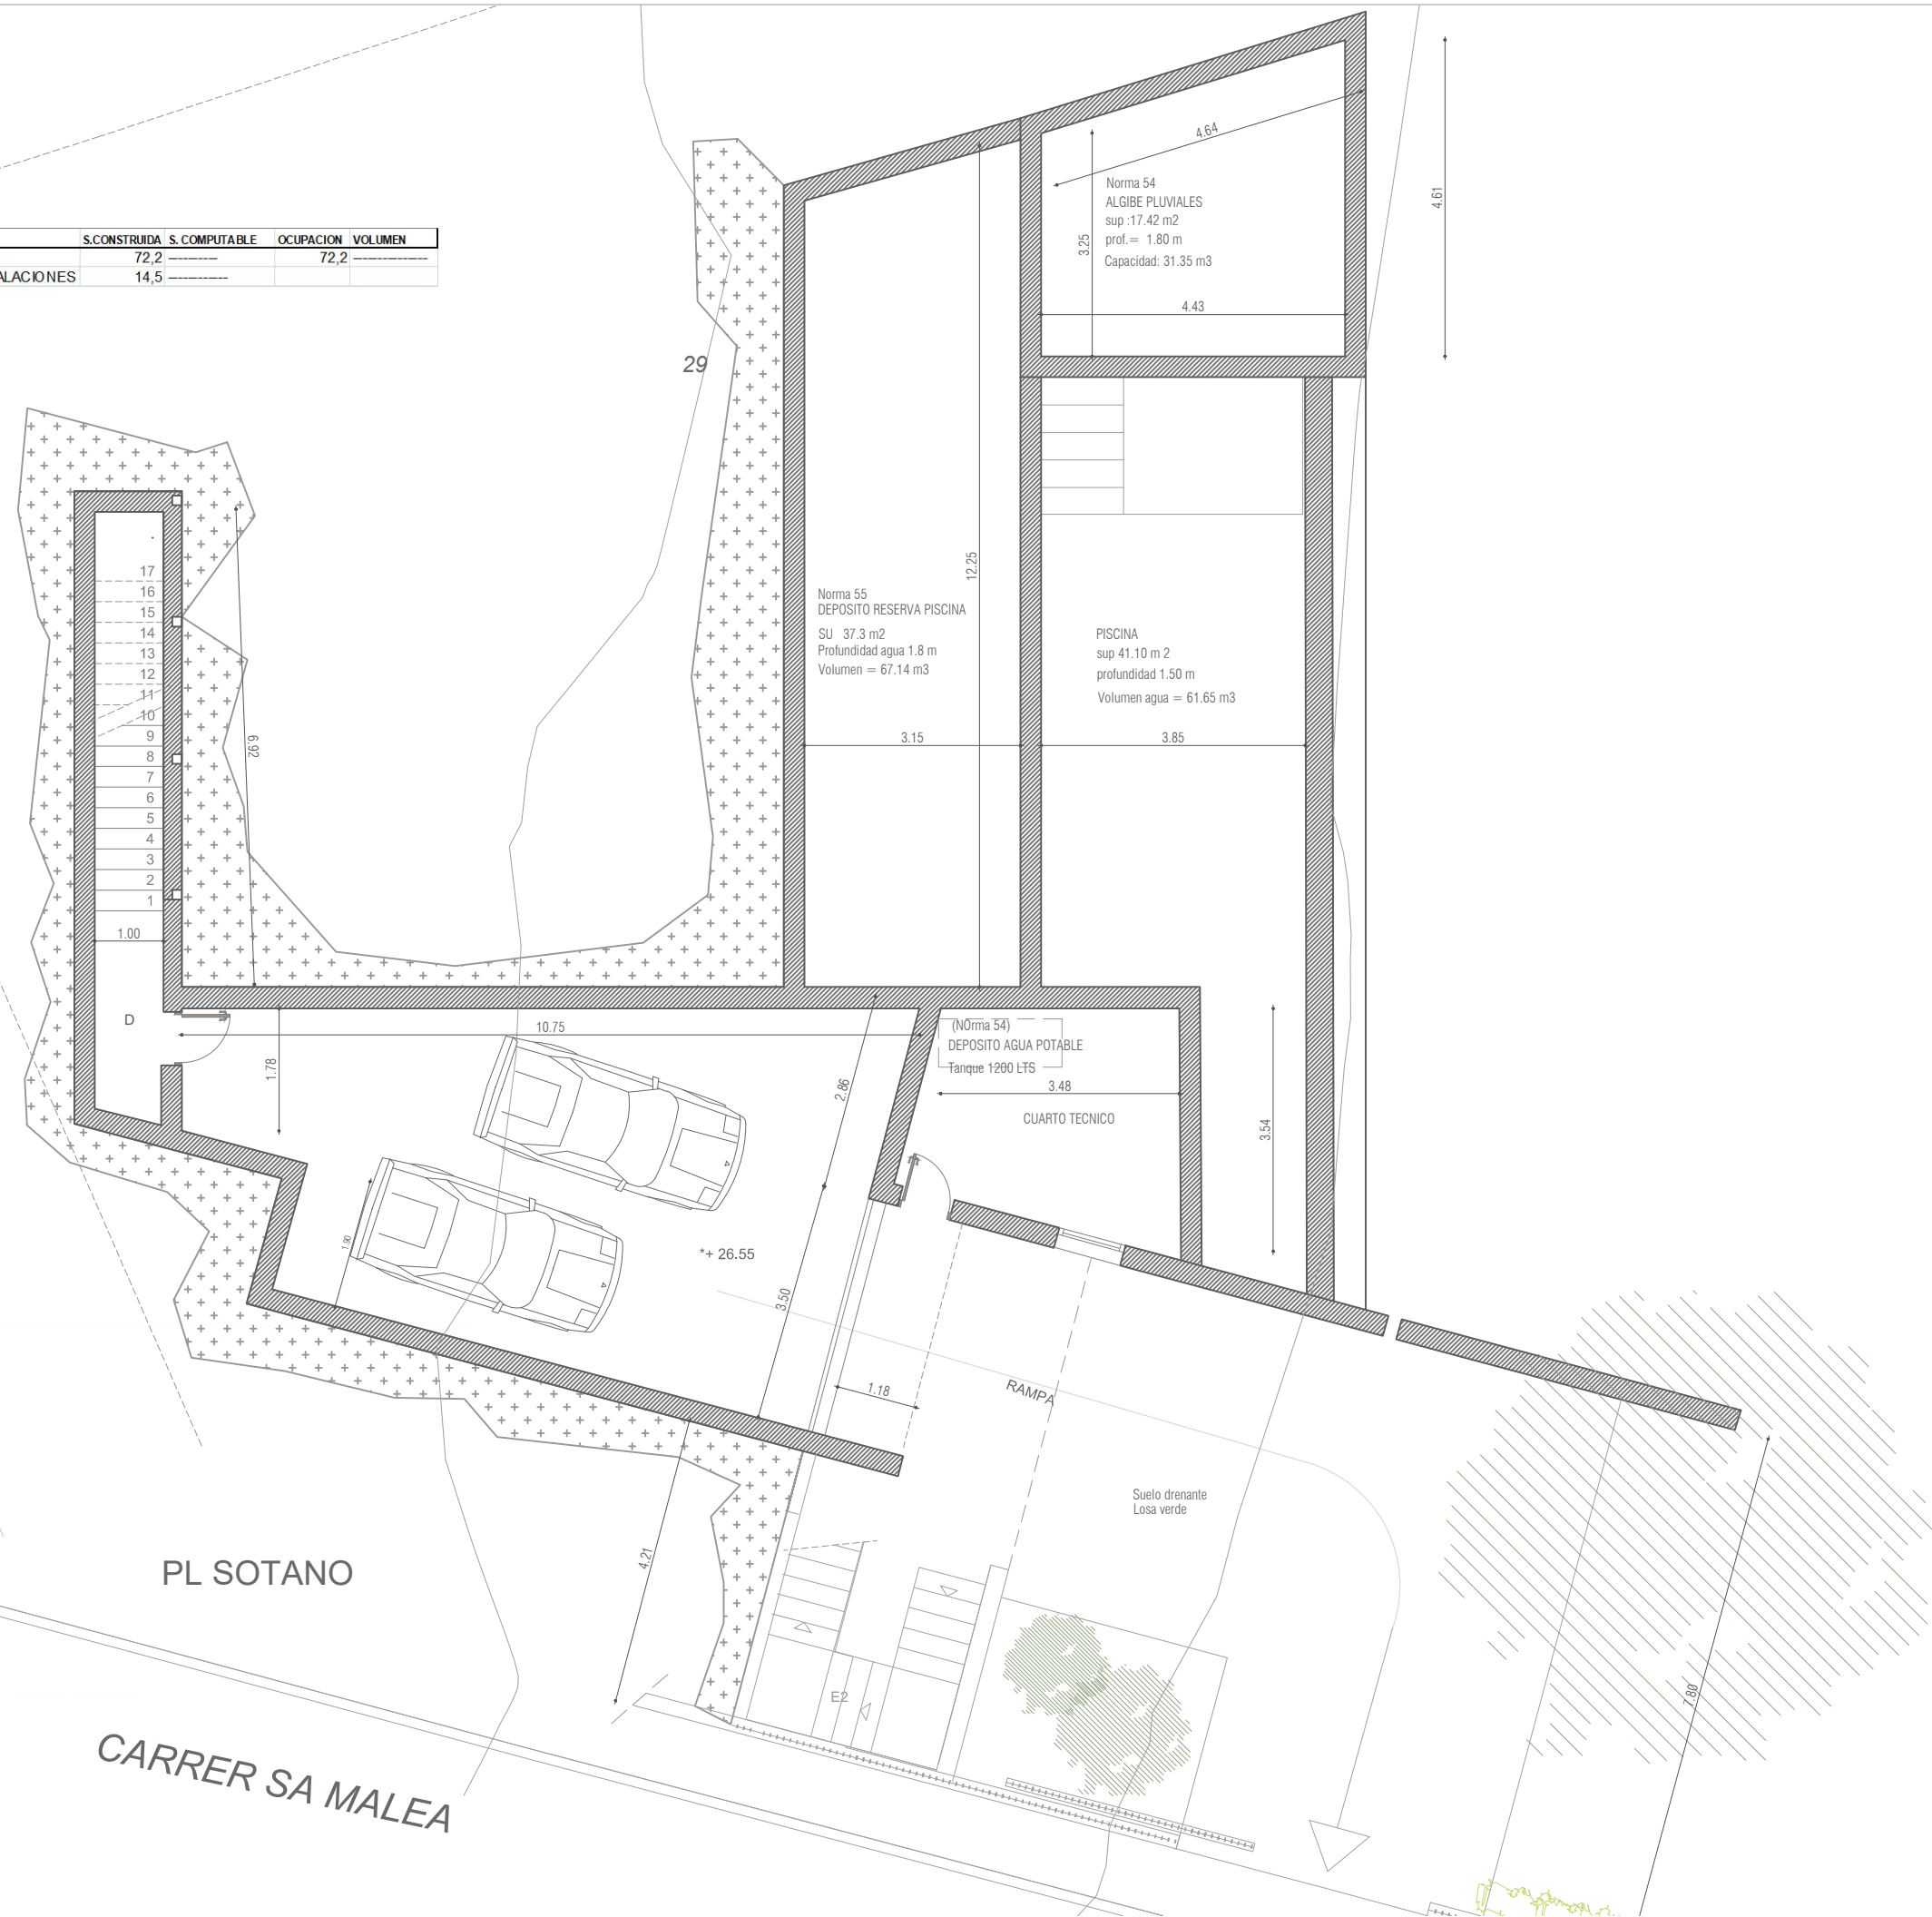 S.CONSTRUIDA S. COMPUTABLE OCUPACION VOLUMEN
72,2 ---------- 72,2 ---------------
ALACIONES 14,5 ------------
4.64
4.61
3.25
Norma 54
ALGIBE PLUVIALES
sup :17.42 m2
prof.= 1.80 m
Capacidad: 31.35 m3
4.43
29
12.25
Norma 55
DEPOSITO RESERVA PISCINA
SU 37.3 m2
Profundidad agua 1.8 m
Volumen = 67.14 m3
PISCINA
sup 41.10 m 2
profundidad 1.50 m
Volumen agua = 61.65 m3
3.15
3.85
17
16
15
14
13
12
11
10
9
8
7
6
5
4
3
2
1
6.92
1.00
D
1.78
10.75
2.86
(NOrma 54)
DEPOSITO AGUA POTABLE
Tanque 1200 LTS
3.48
CUARTO TECNICO
3.54
1.90
*+ 26.55
3.50
1.18
RAMPA
Suelo drenante
Losa verde
4.21
E2
7.80
PL SOTANO
CARRER SA MALEA